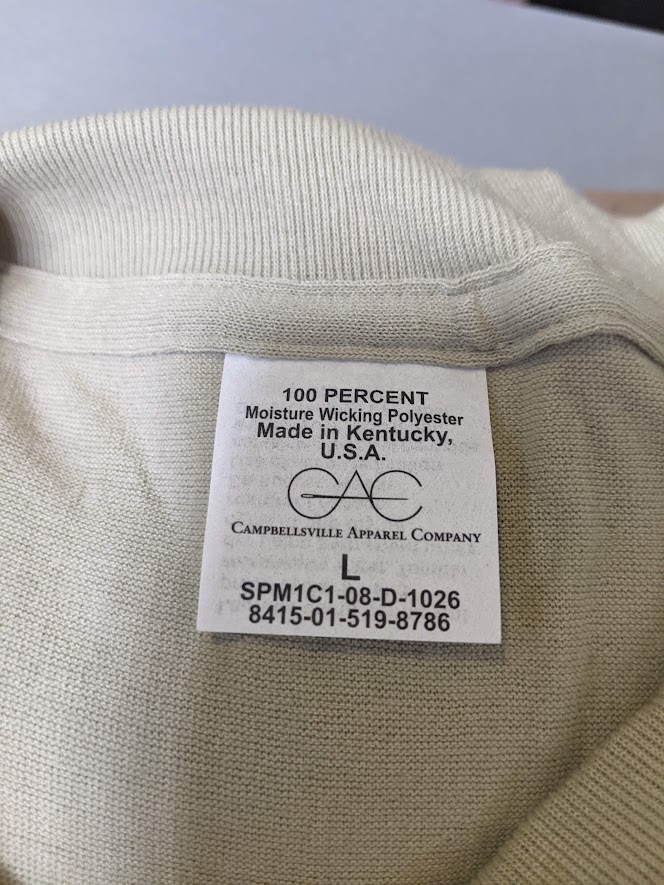 100 PERCENT
Moisture Wicking Polyester
Made in Kentucky,
U.S.A.
CAC
CAMPBELLSVILLE APPAREL COMPANY
L
SPM1C1-08-D-1026
8415-01-519-8786